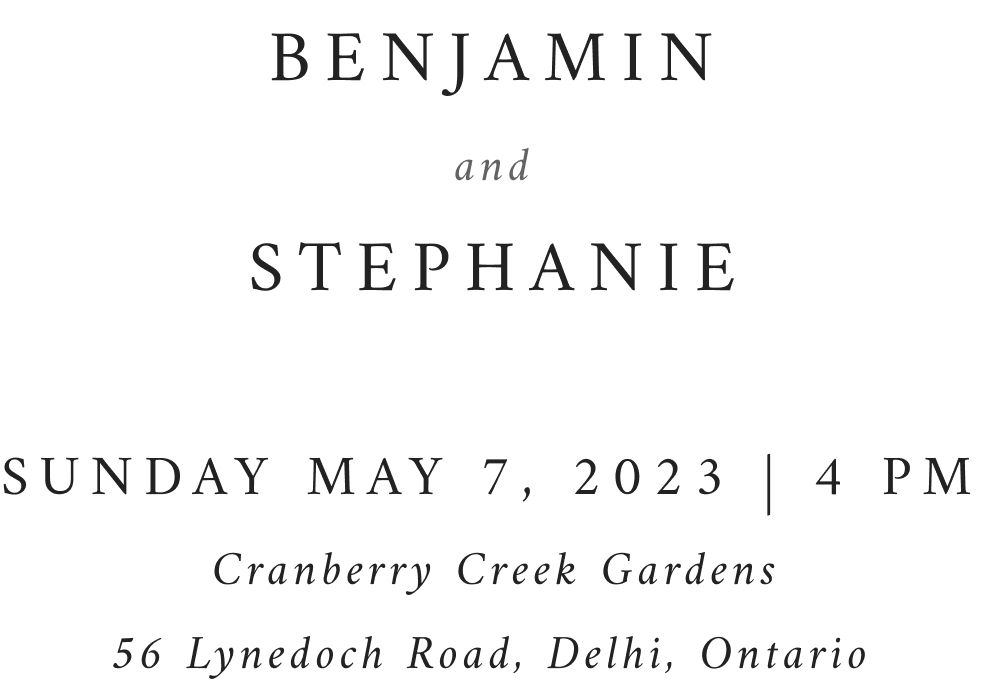 BENJAMIN
and
STEPHANIE
SUNDAY MAY 7, 2023 | 4 PM
Cranberry Creek Gardens
56 Lynedoch Road, Delhi, Ontario